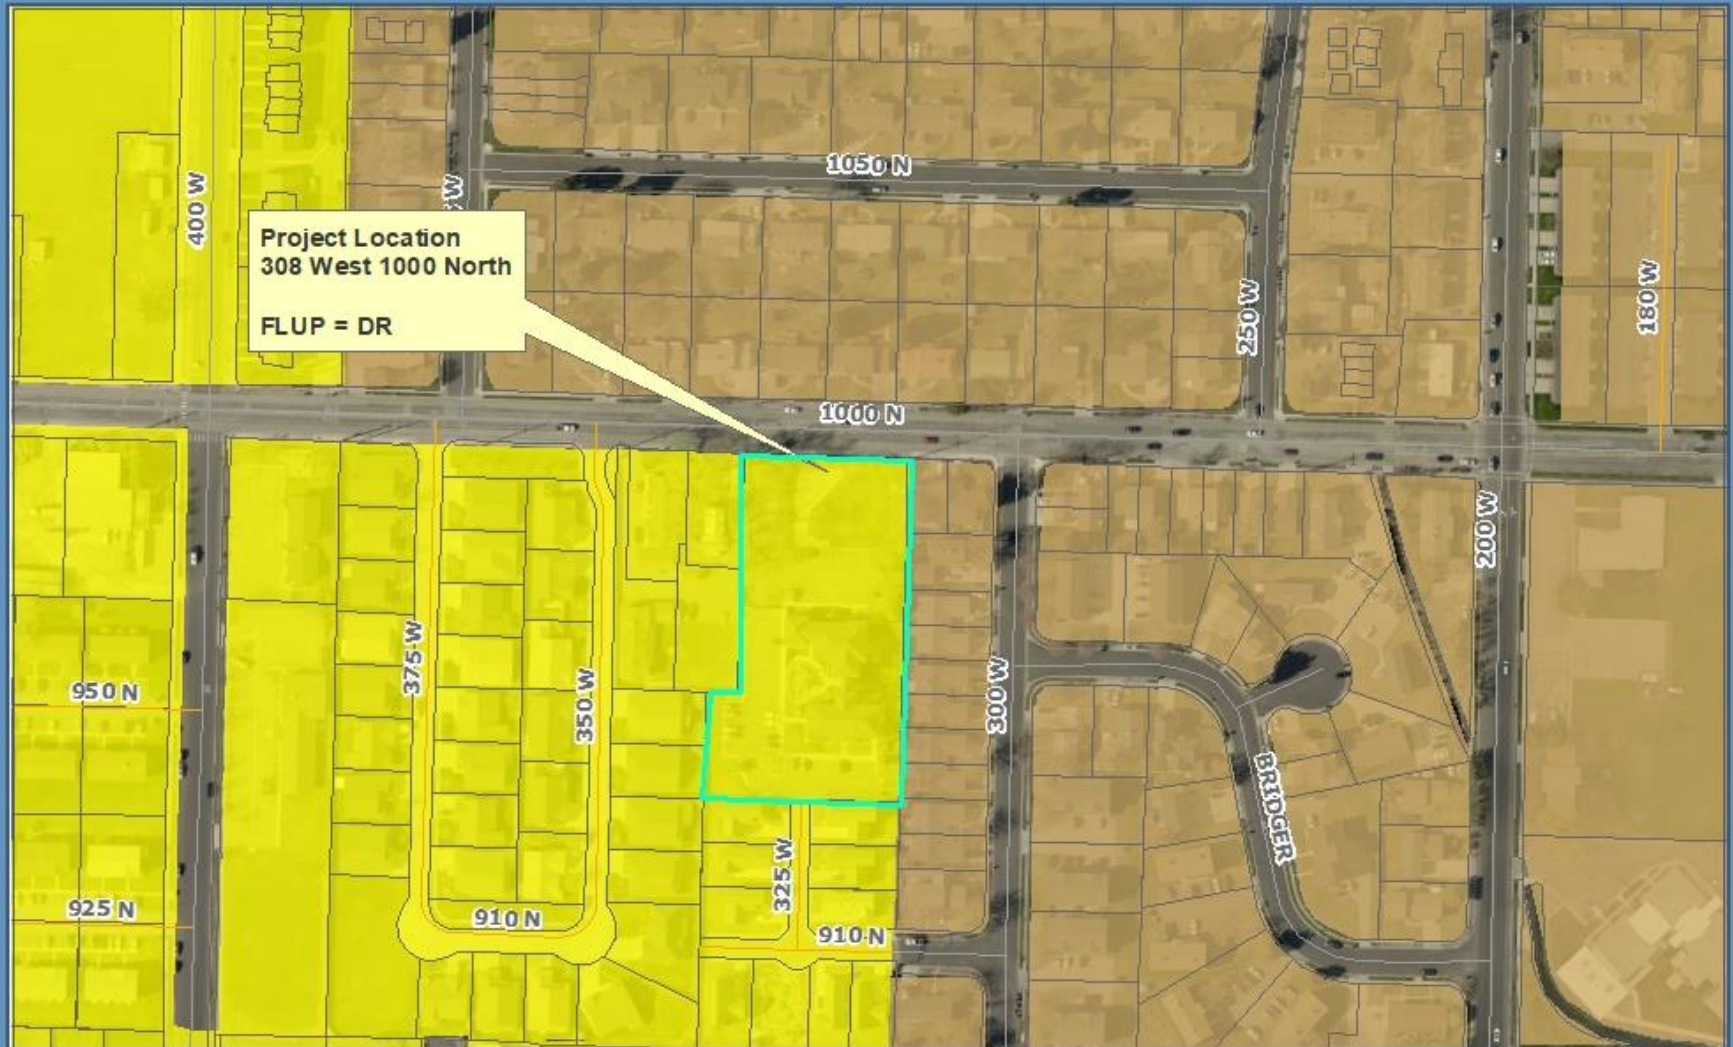 1050 N
400 W
W
Project Location
308 West 1000 North
FLUP = DR
250 W
180 W
1000 N
200 W
375 W
350 W
300 W
950 N
BRIDGER
325 W
925 N
910 N
910 N